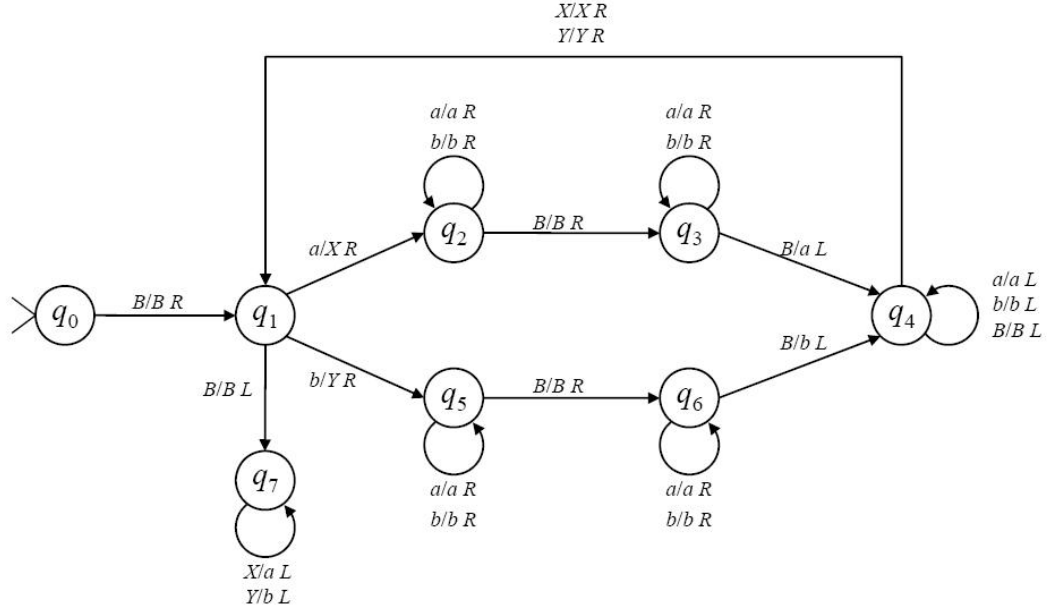 X/X R
Y/Y R
a/a R
b/b R
a/a R
b/b R
q2
B/B R
q3
a/X R
B/a L
q0
B/B R
q1
q4
a/a L
b/b L
B/B L
B/B L
b/Y R
B/b L
q5
B/B R
q6
q7
a/a R
b/b R
a/a R
b/b R
X/a L
Y/b L